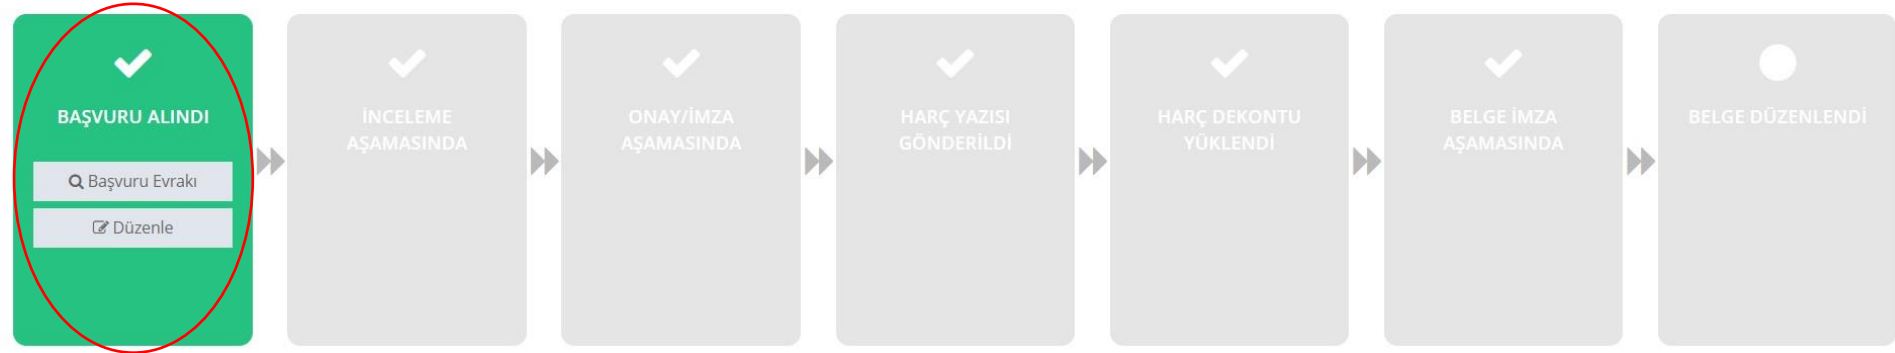 BAŞVURU ALINDI
Başvuru Evrakı
Düzenle
İNCELEME
AŞAMASINDA
ONAY/İMZA
AŞAMASINDA
HARÇ YAZISI
GÖNDERİLDİ
HARÇ DEKONTU
YÜKLENDİ
BELGE İMZA
AŞAMASINDA
BELGE DÜZENLENDİ